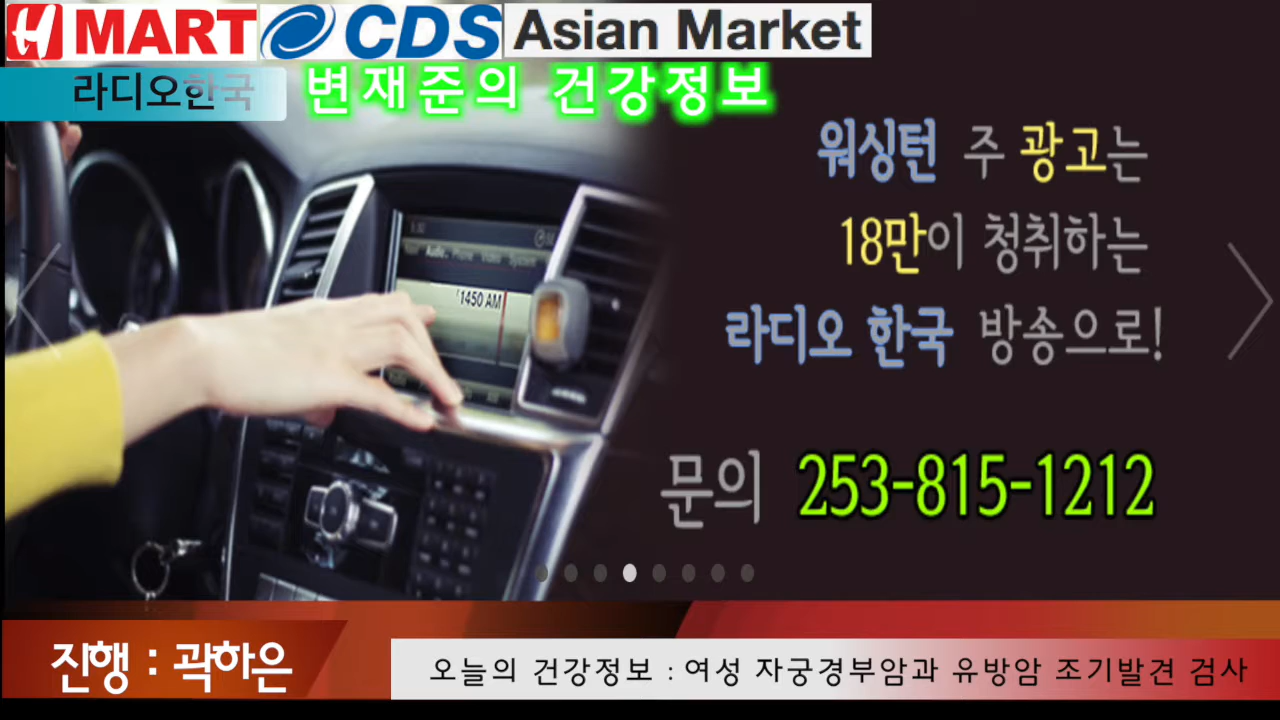 H MART CDS Asian Market
라디오한국 변재준의 건강정보
워싱턴 주 광고는
18만이 청취하는
라디오 한국 방송으로!
1450 AM
문의 253-815-1212
진행 : 곽하은
오늘의 건강정보 : 여성 자궁경부암과 유방암 조기발견 검사